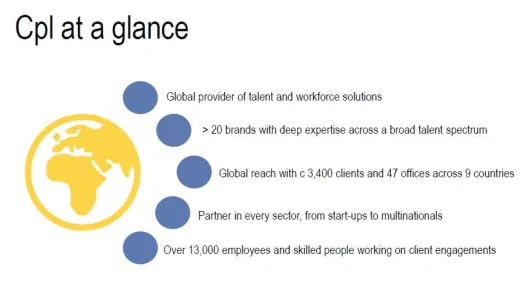 Cpl at a glance
Global provider of talent and workforce solutions
> 20 brands with deep expertise across a broad talent spectrum
Global reach with c 3,400 clients and 47 offices across 9 countries
Partner in every sector, from start-ups to multinationals
Over 13,000 employees and skilled people working on client engagements